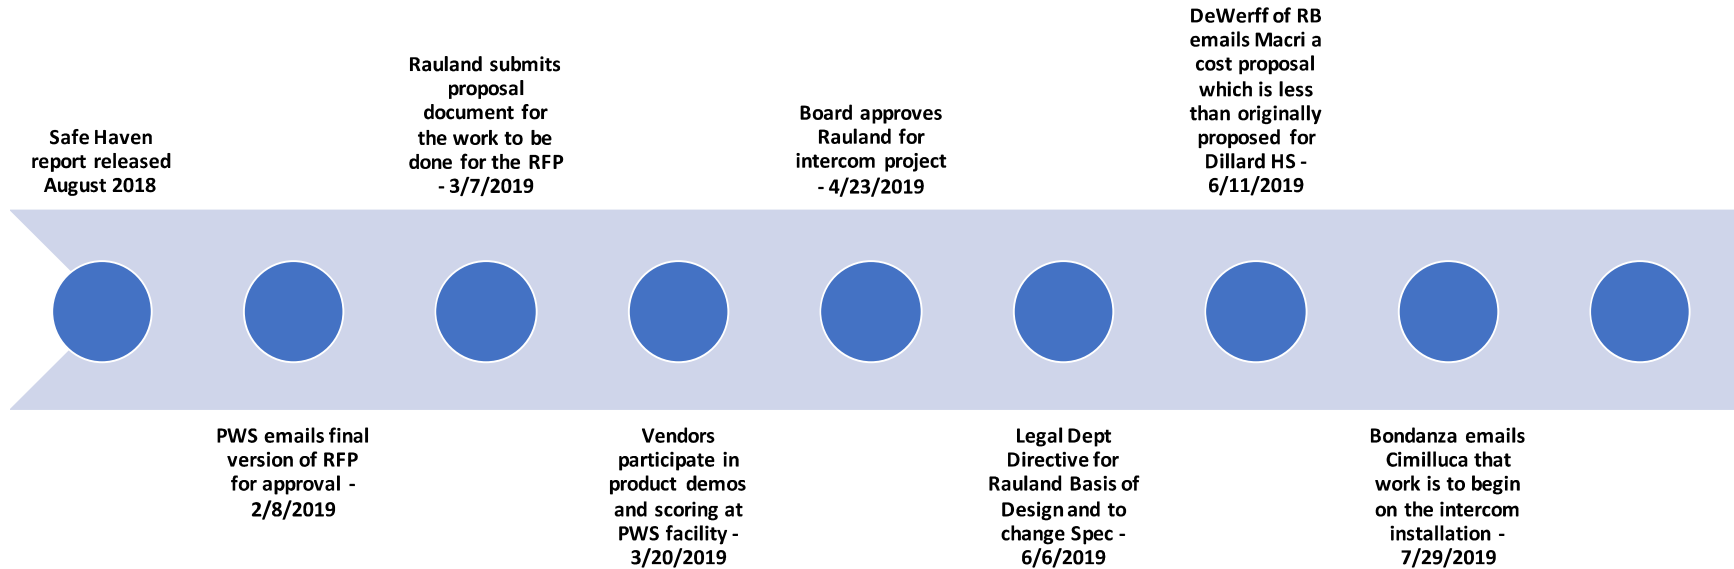 Safe Haven
report released
August 2018
PWS emails final
version of RFP
for approval -
2/8/2019
Rauland submits
proposal
document for
the work to be
done for the RFP
- 3/7/2019
Vendors
participate in
product demos
and scoring at
PWS facility -
3/20/2019
Board approves
Rauland for
intercom project
- 4/23/2019
Legal Dept
Directive for
Rauland Basis of
Design and to
change Spec -
6/6/2019
DeWerff of RB
emails Macri a
cost proposal
which is less
than originally
proposed for
Dillard HS -
6/11/2019
Bondanza emails
Cimilluca that
work is to begin
on the intercom
installation -
7/29/2019